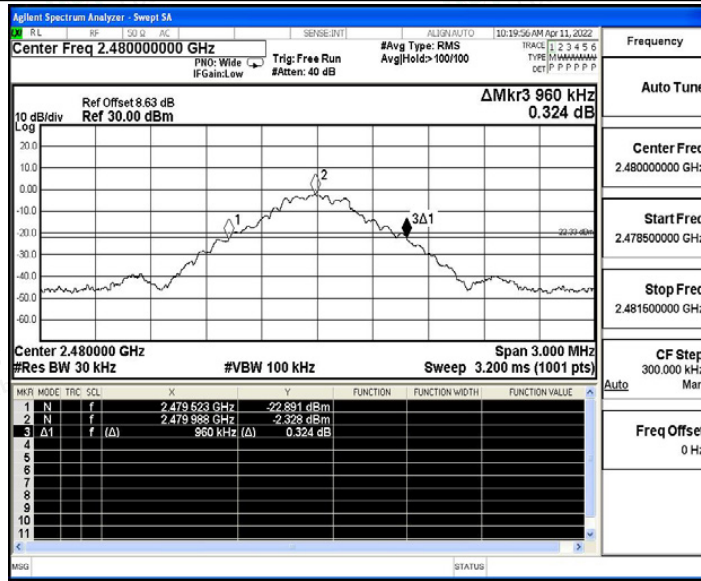 Agilent Spectrum Analyzer - Swept SA
RL RF 50 Ω AC SENSE:INT ALIGNAUTO 10:19:56 AM Apr 11, 2022
Center Freq 2.480000000 GHz
PNO: Wide
IFGain:Low
Trig: Free Run
#Atten: 40 dB
#Avg Type: RMS
Avg|Hold:> 100/100
TRACE 1 2 3 4 5 6
TYPE MWWWWW
DET P P P P P P
Ref Offset 8.63 dB
10 dB/div Ref 30.00 dBm
Log
ΔMkr3 960 kHz
0.324 dB
20.0
10.0
0.00
-10.0
-20.0
-30.0
-40.0
-50.0
-60.0
1
2
3Δ1
-22.33 dBm
Center 2.480000 GHz Span 3.000 MHz
#Res BW 30 kHz #VBW 100 kHz Sweep 3.200 ms (1001 pts)
MKR MODE TRC SCL X Y FUNCTION FUNCTION WIDTH FUNCTION VALUE
1 N f 2.479 523 GHz -22.891 dBm
2 N f 2.479 988 GHz -2.328 dBm
3 Δ1 f (Δ) 960 kHz (Δ) 0.324 dB
4
5
6
7
8
9
10
11
MSG STATUS
Frequency
Auto Tune
Center Freq
2.480000000 GHz
Start Freq
2.478500000 GHz
Stop Freq
2.481500000 GHz
CF Step
300.000 kHz
Auto Man
Freq Offset
0 Hz